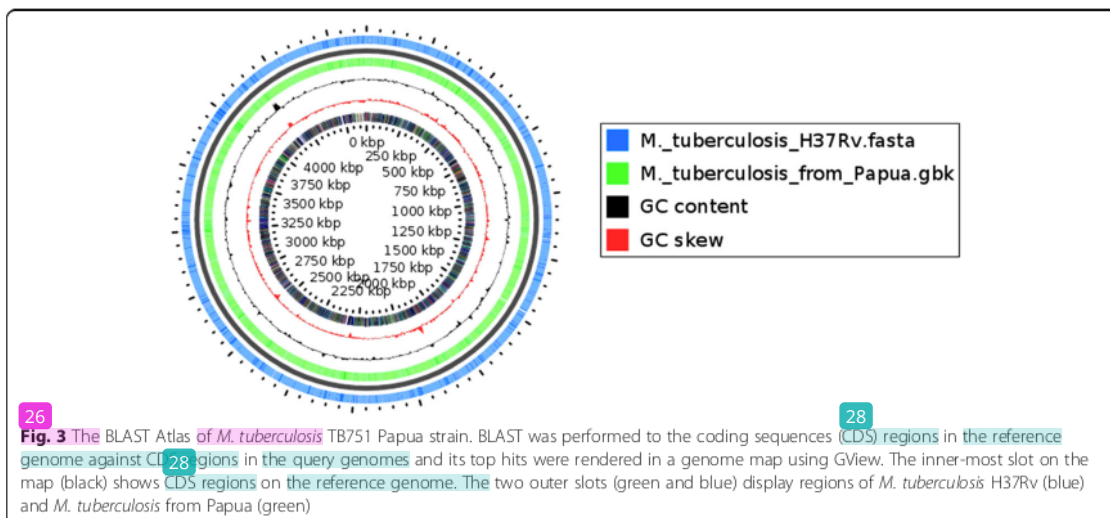 0 kbp
250 kbp
500 kbp
750 kbp
1000 kbp
1250 kbp
1500 kbp
1750 kbp
2000 kbp
2250 kbp
2500 kbp
2750 kbp
3000 kbp
3250 kbp
3500 kbp
3750 kbp
4000 kbp
M._tuberculosis_H37Rv.fasta
M._tuberculosis_from_Papua.gbk
GC content
GC skew
26
28
Fig. 3 The BLAST Atlas of M. tuberculosis TB751 Papua strain. BLAST was performed to the coding sequences (CDS) regions in the reference
28
genome against CDS regions in the query genomes and its top hits were rendered in a genome map using GView. The inner-most slot on the
map (black) shows CDS regions on the reference genome. The two outer slots (green and blue) display regions of M. tuberculosis H37Rv (blue)
and M. tuberculosis from Papua (green)